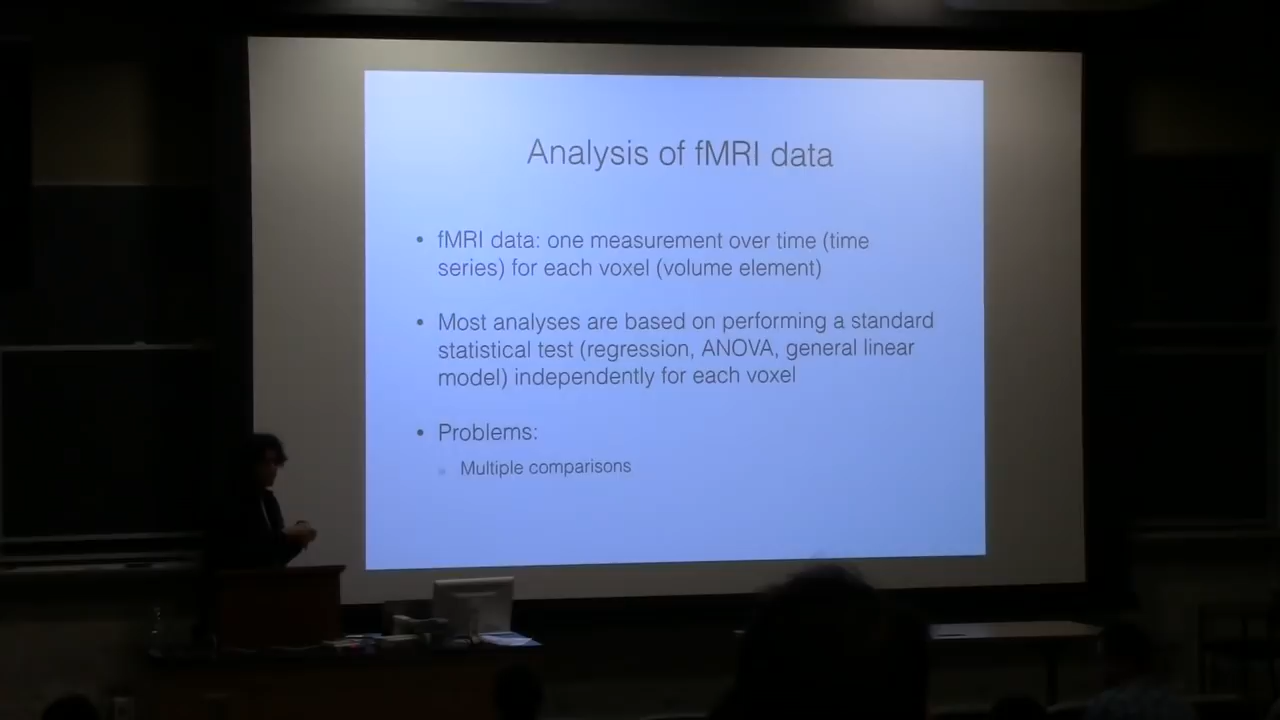 Analysis of fMRI data
• fMRI data: one measurement over time (time
series) for each voxel (volume element)
• Most analyses are based on performing a standard
statistical test (regression, ANOVA, general linear
model) independently for each voxel
• Problems:
Multiple comparisons